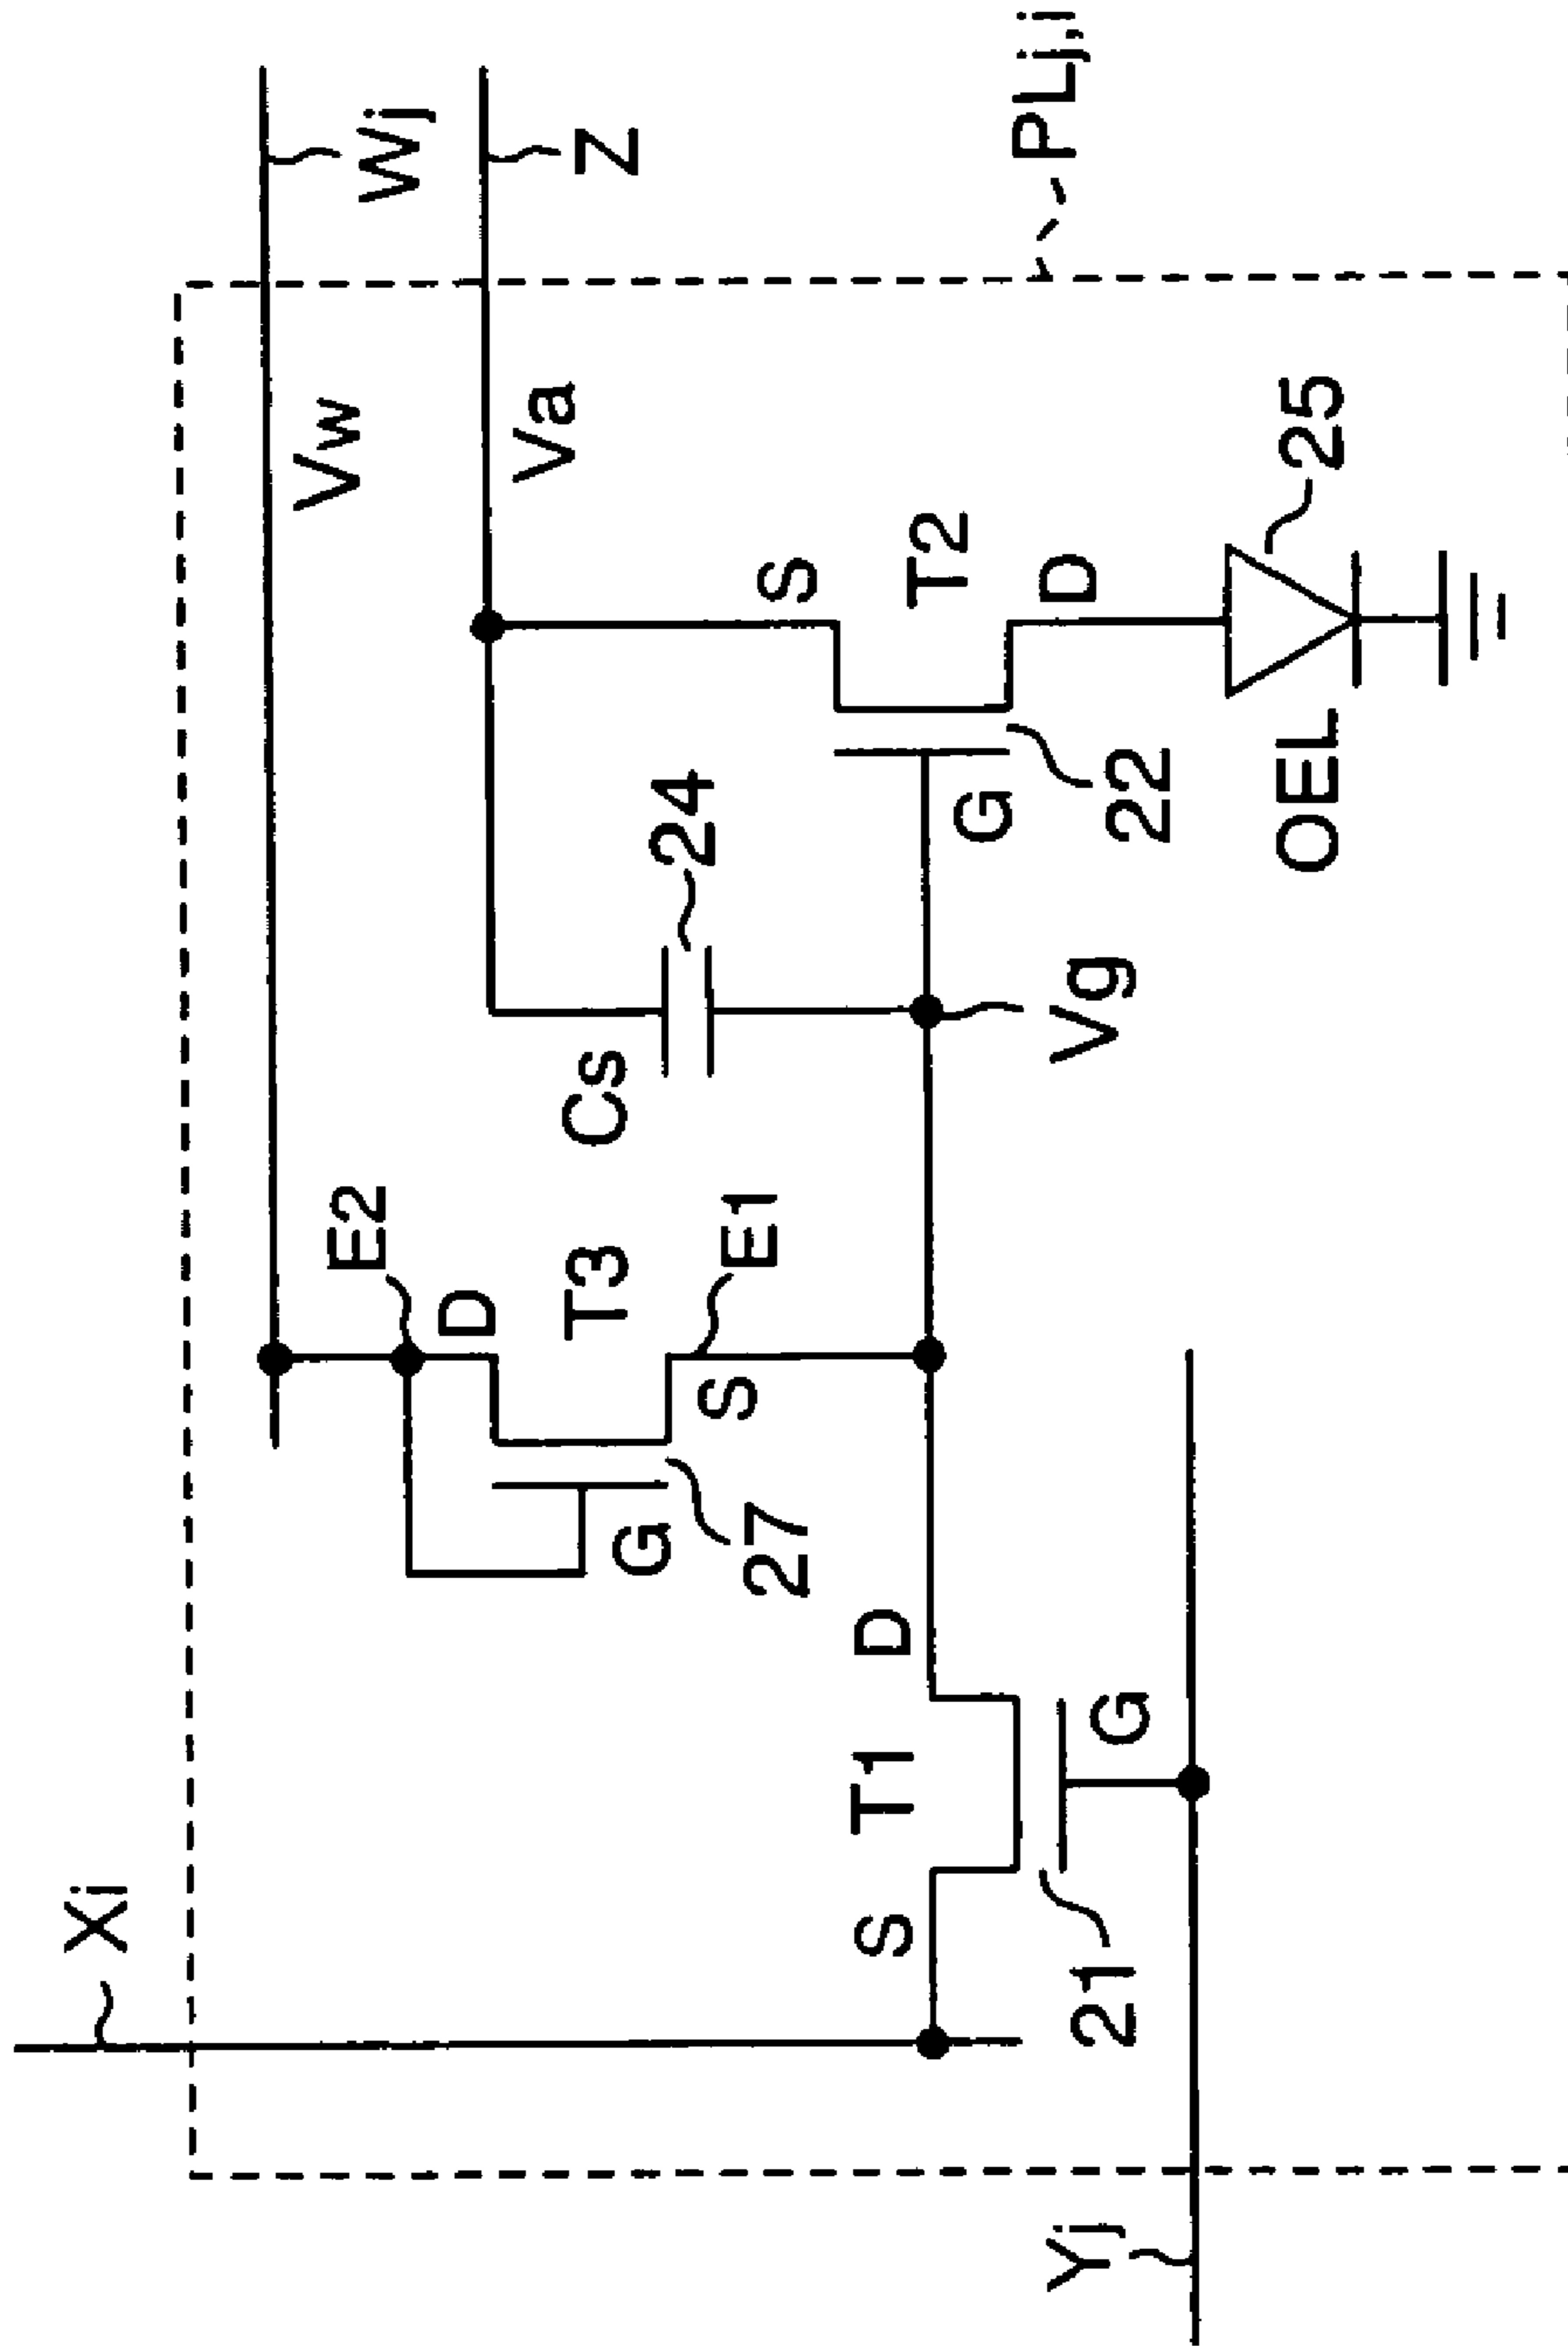 Xi
Wj
Vw
Z
Va
E2
D
T3
G
S
27
E1
Cs
24
S
T2
G
D
22
Vg
S
T1
D
G
21
OEL
25
Yj
PLj,i